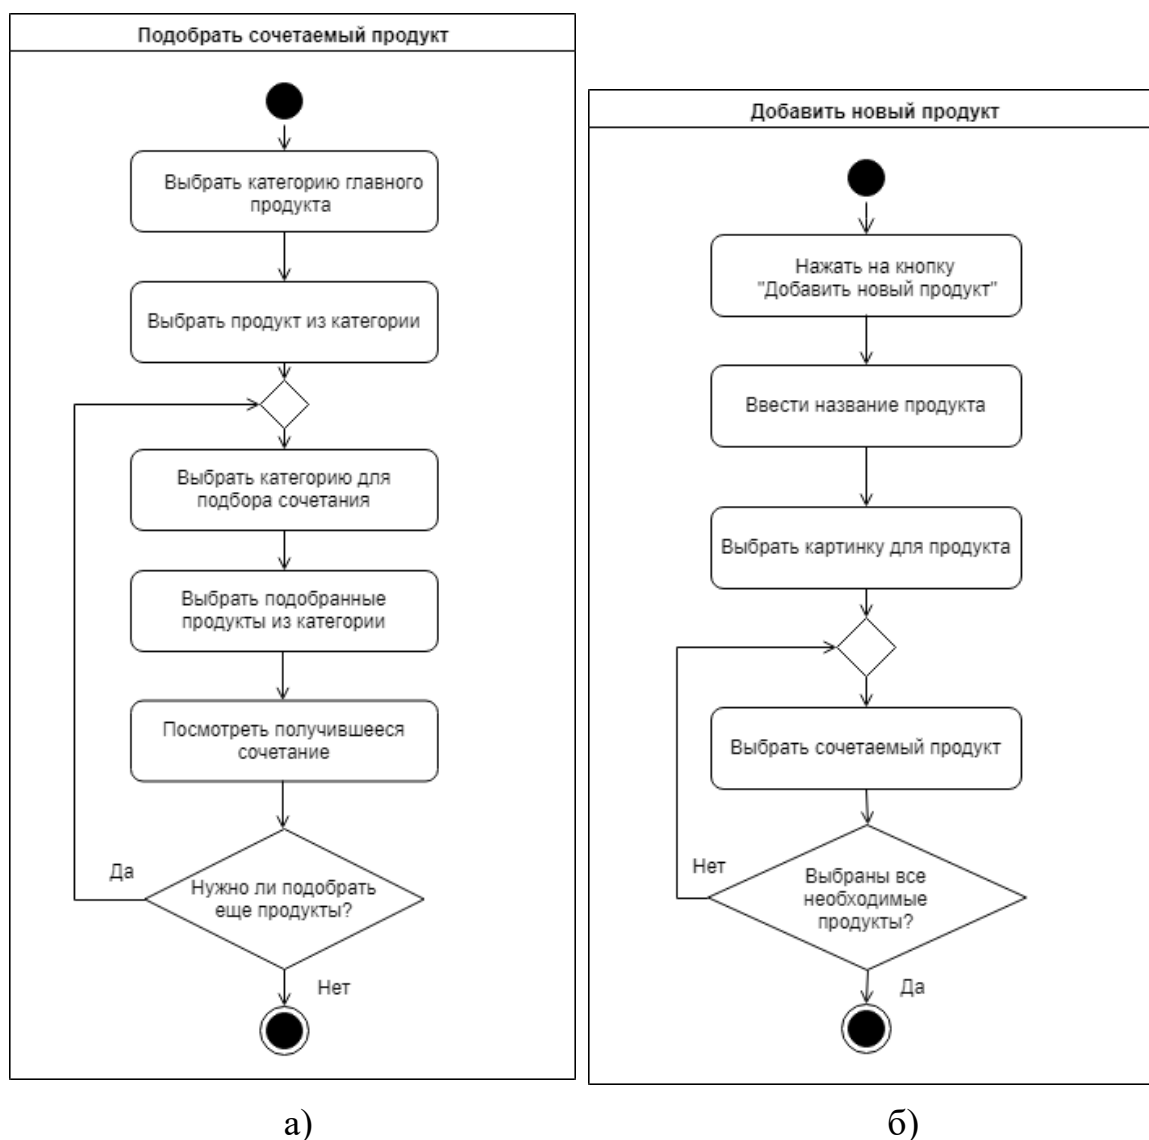 Подобрать сочетаемый продукт
Выбрать категорию главного
продукта
Выбрать продукт из категории
Выбрать категорию для
подбора сочетания
Выбрать подобранные
продукты из категории
Посмотреть получившееся
сочетание
Да
Нужно ли подобрать
еще продукты?
Нет
а)
Добавить новый продукт
Нажать на кнопку
"Добавить новый продукт"
Ввести название продукта
Выбрать картинку для продукта
Выбрать сочетаемый продукт
Нет
Выбраны все
необходимые
продукты?
Да
б)